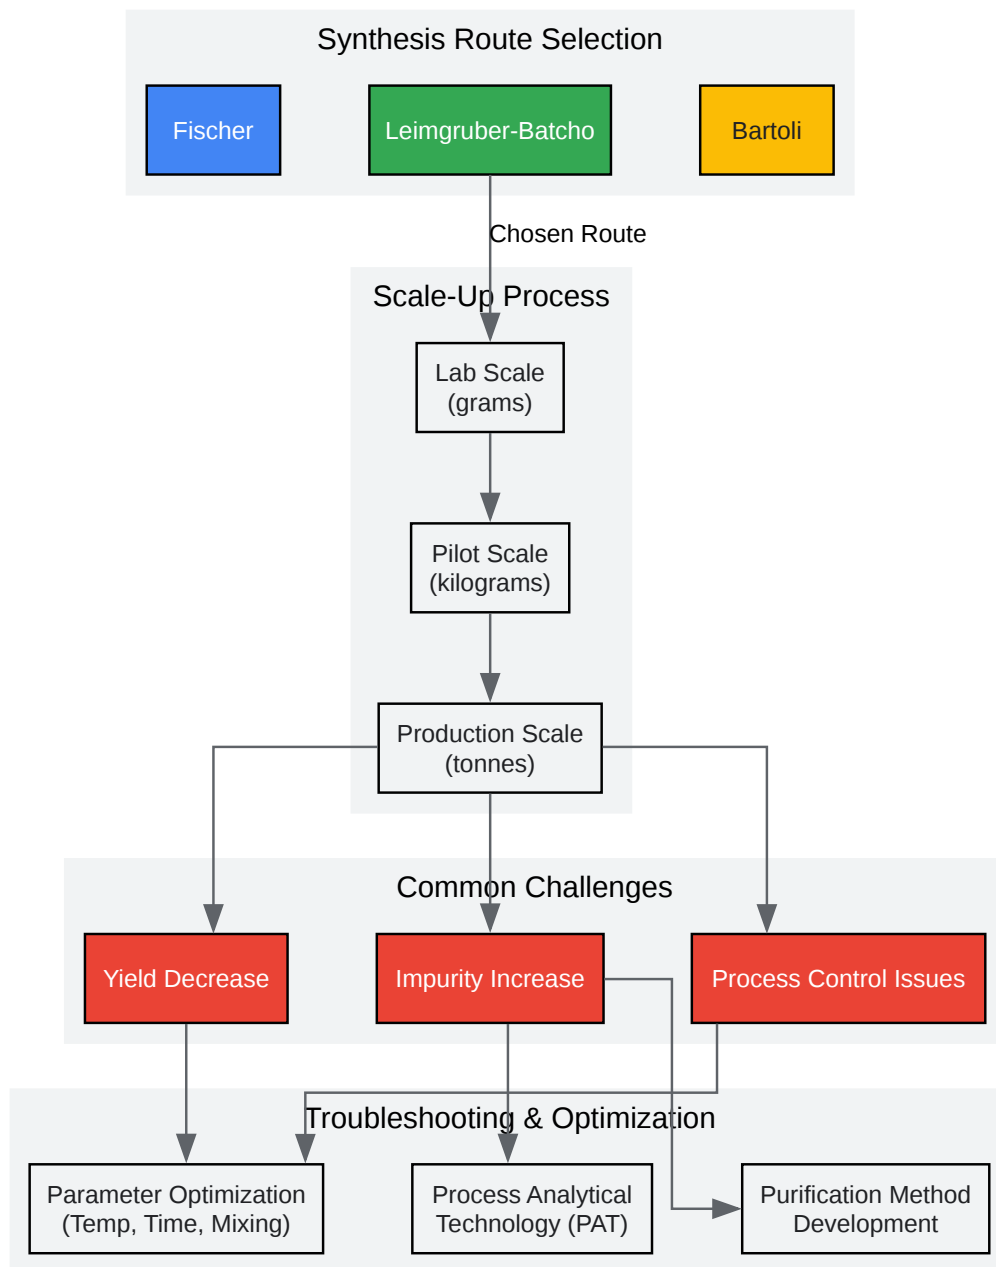 Synthesis Route Selection
Fischer
Leimgruber-Batcho
Bartoli
Chosen Route
Scale-Up Process
Lab Scale
(grams)
Pilot Scale
(kilograms)
Production Scale
(tonnes)
Common Challenges
Yield Decrease
Impurity Increase
Process Control Issues
Troubleshooting & Optimization
Parameter Optimization
(Temp, Time, Mixing)
Process Analytical
Technology (PAT)
Purification Method
Development